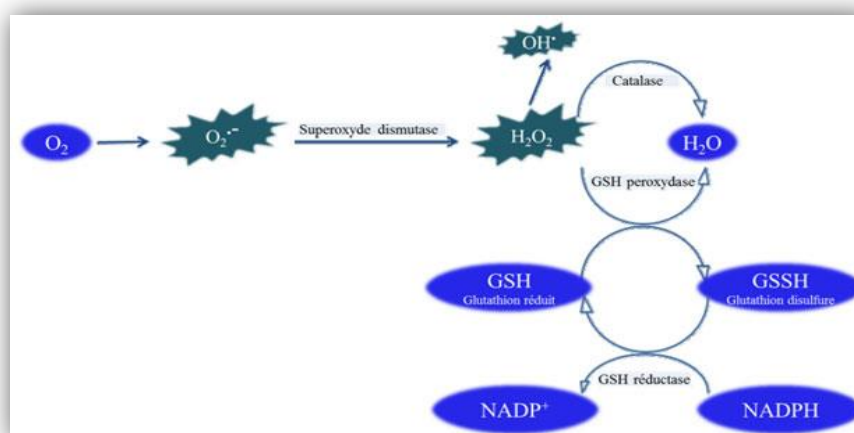 OH•
Catalase
O₂
O₂•⁻
Superoxyde dismutase
H₂O₂
H₂O
GSH peroxydase
GSH
Glutathion réduit
GSSH
Glutathion disulfure
GSH réductase
NADP⁺
NADPH